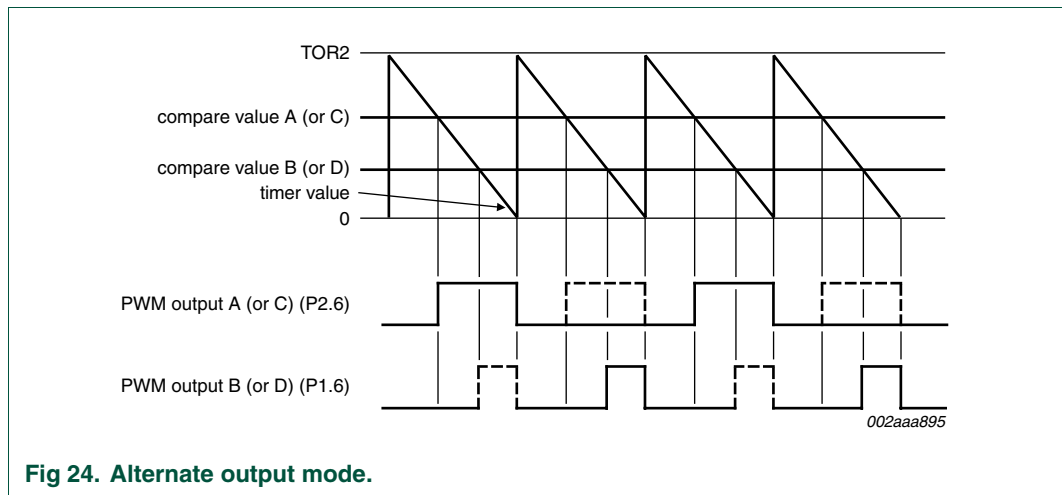 TOR2
compare value A (or C)
compare value B (or D)
timer value
0
PWM output A (or C) (P2.6)
PWM output B (or D) (P1.6)
002aaa895
Fig 24. Alternate output mode.